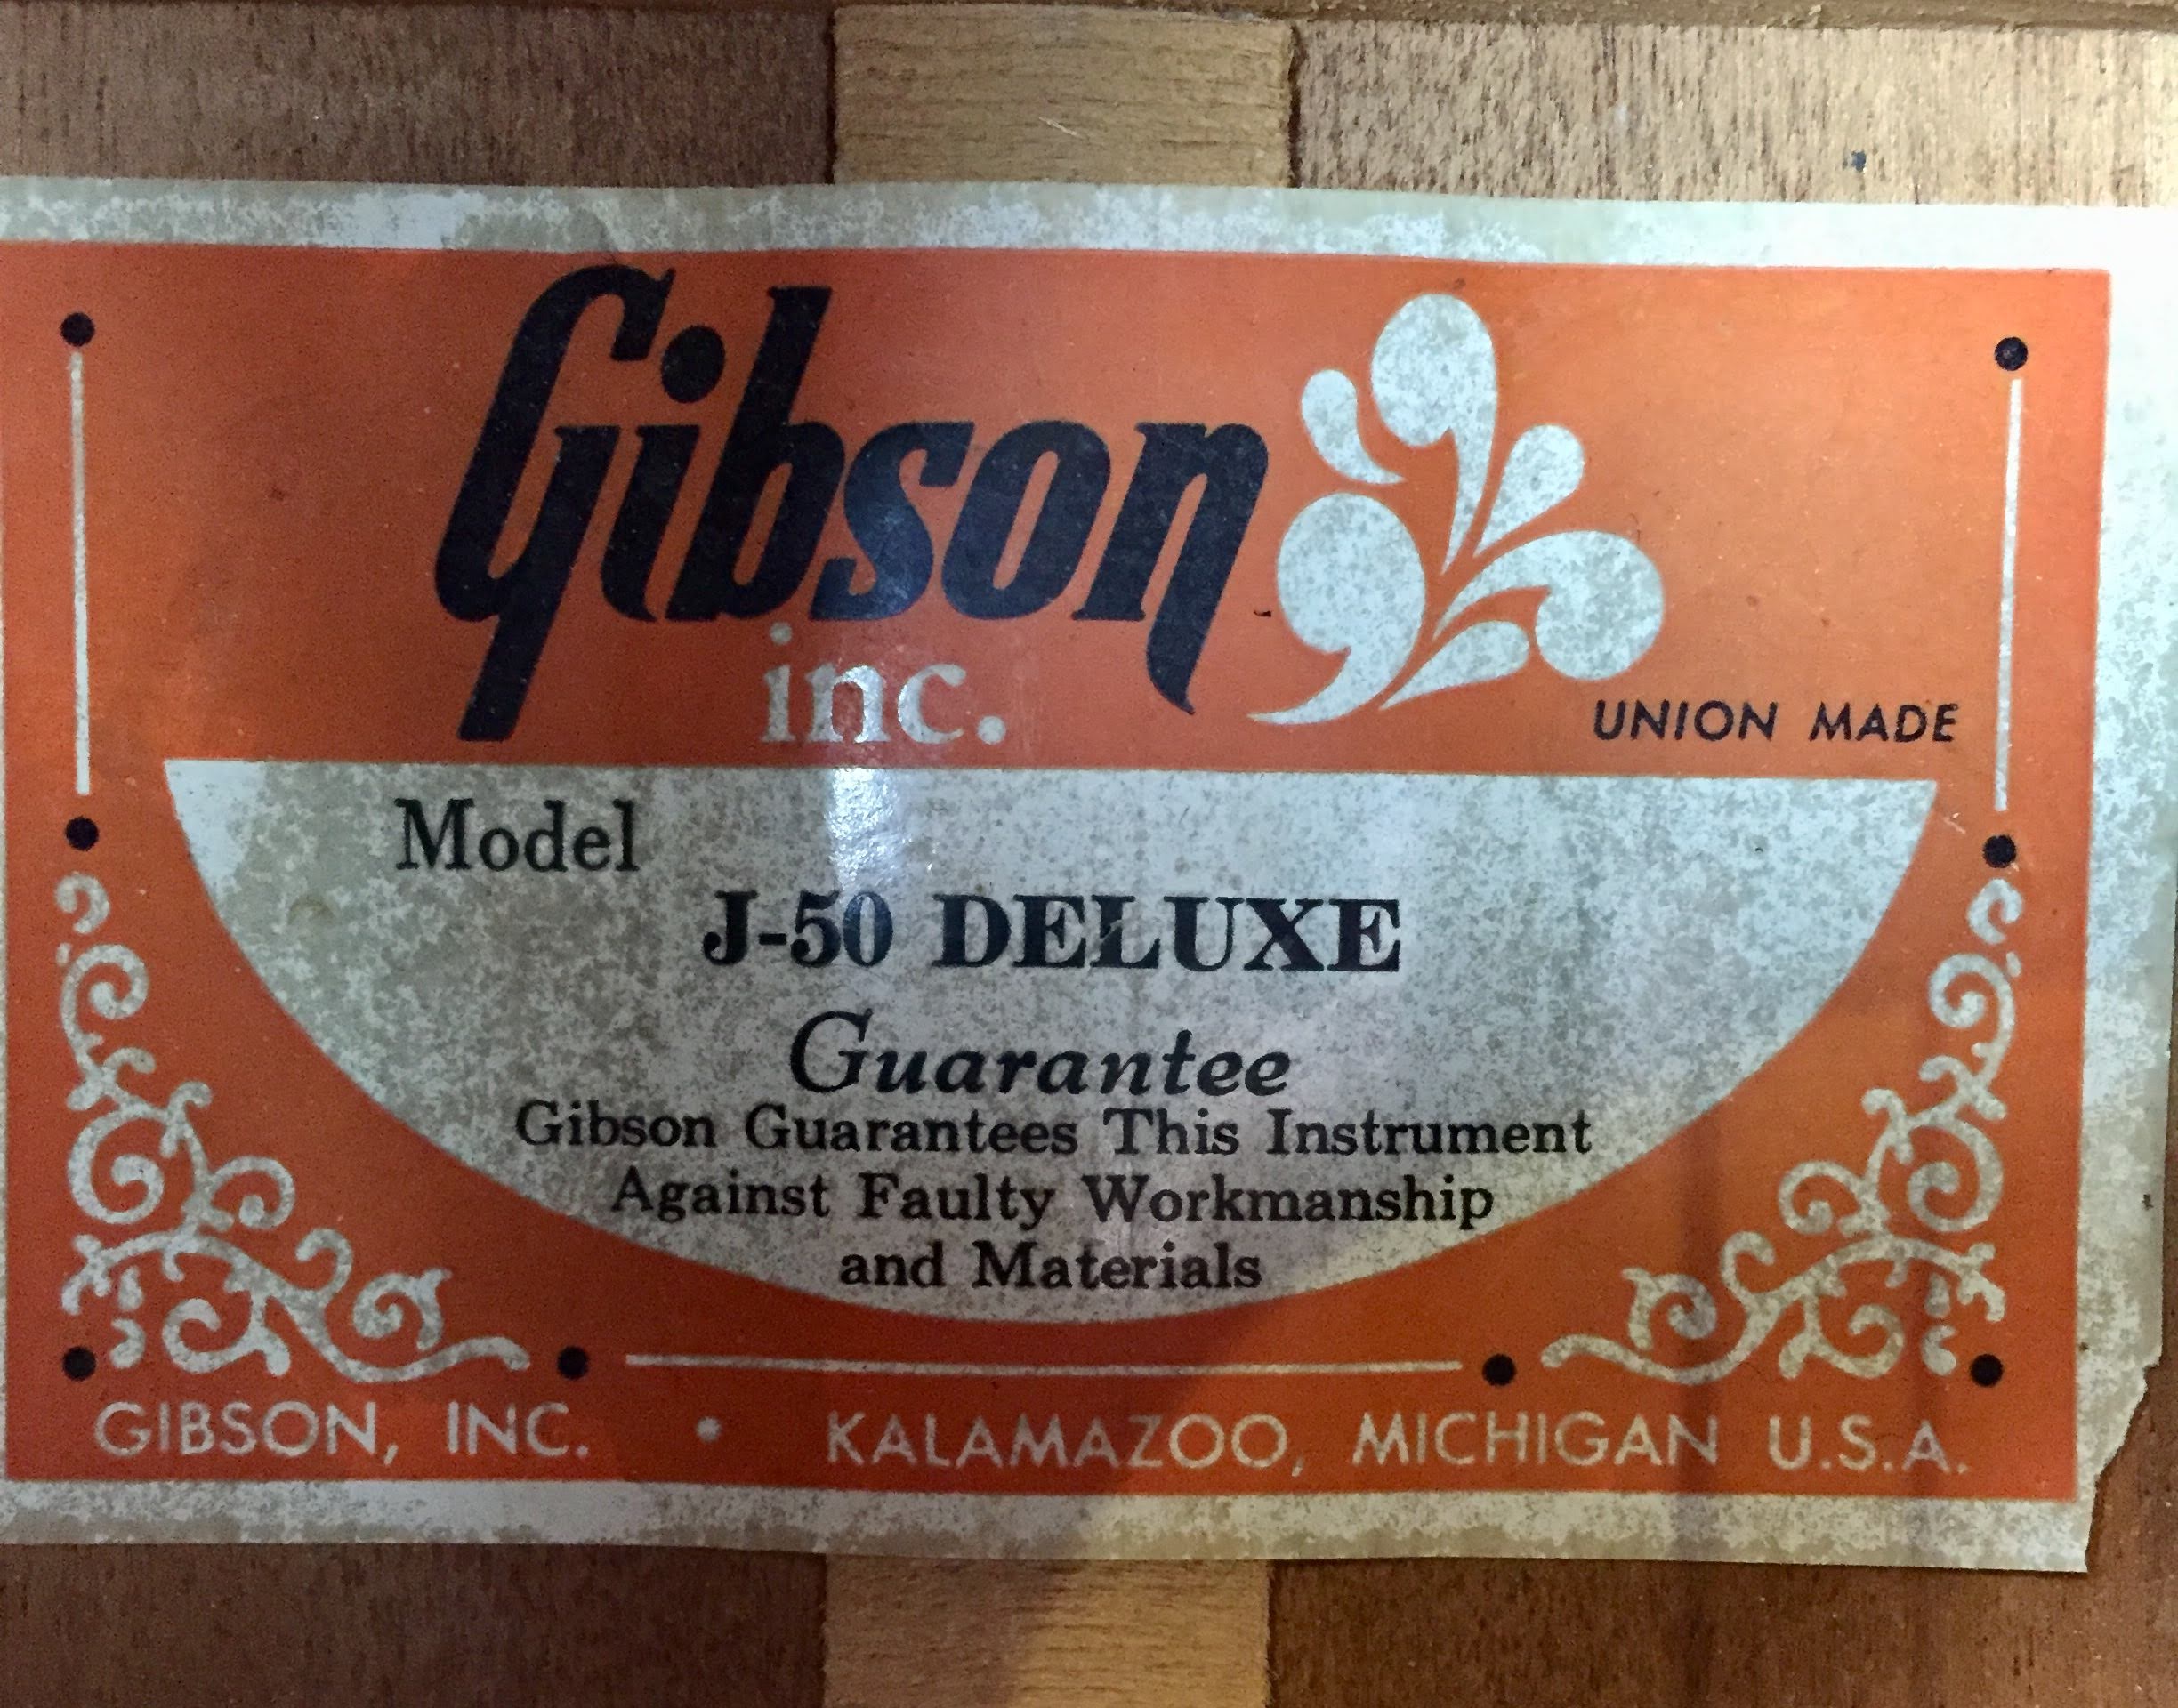 Gibson
inc.
UNION MADE
Model
J-50 DELUXE
Guarantee
Gibson Guarantees This Instrument
Against Faulty Workmanship
and Materials
GIBSON, INC. • KALAMAZOO, MICHIGAN U.S.A.